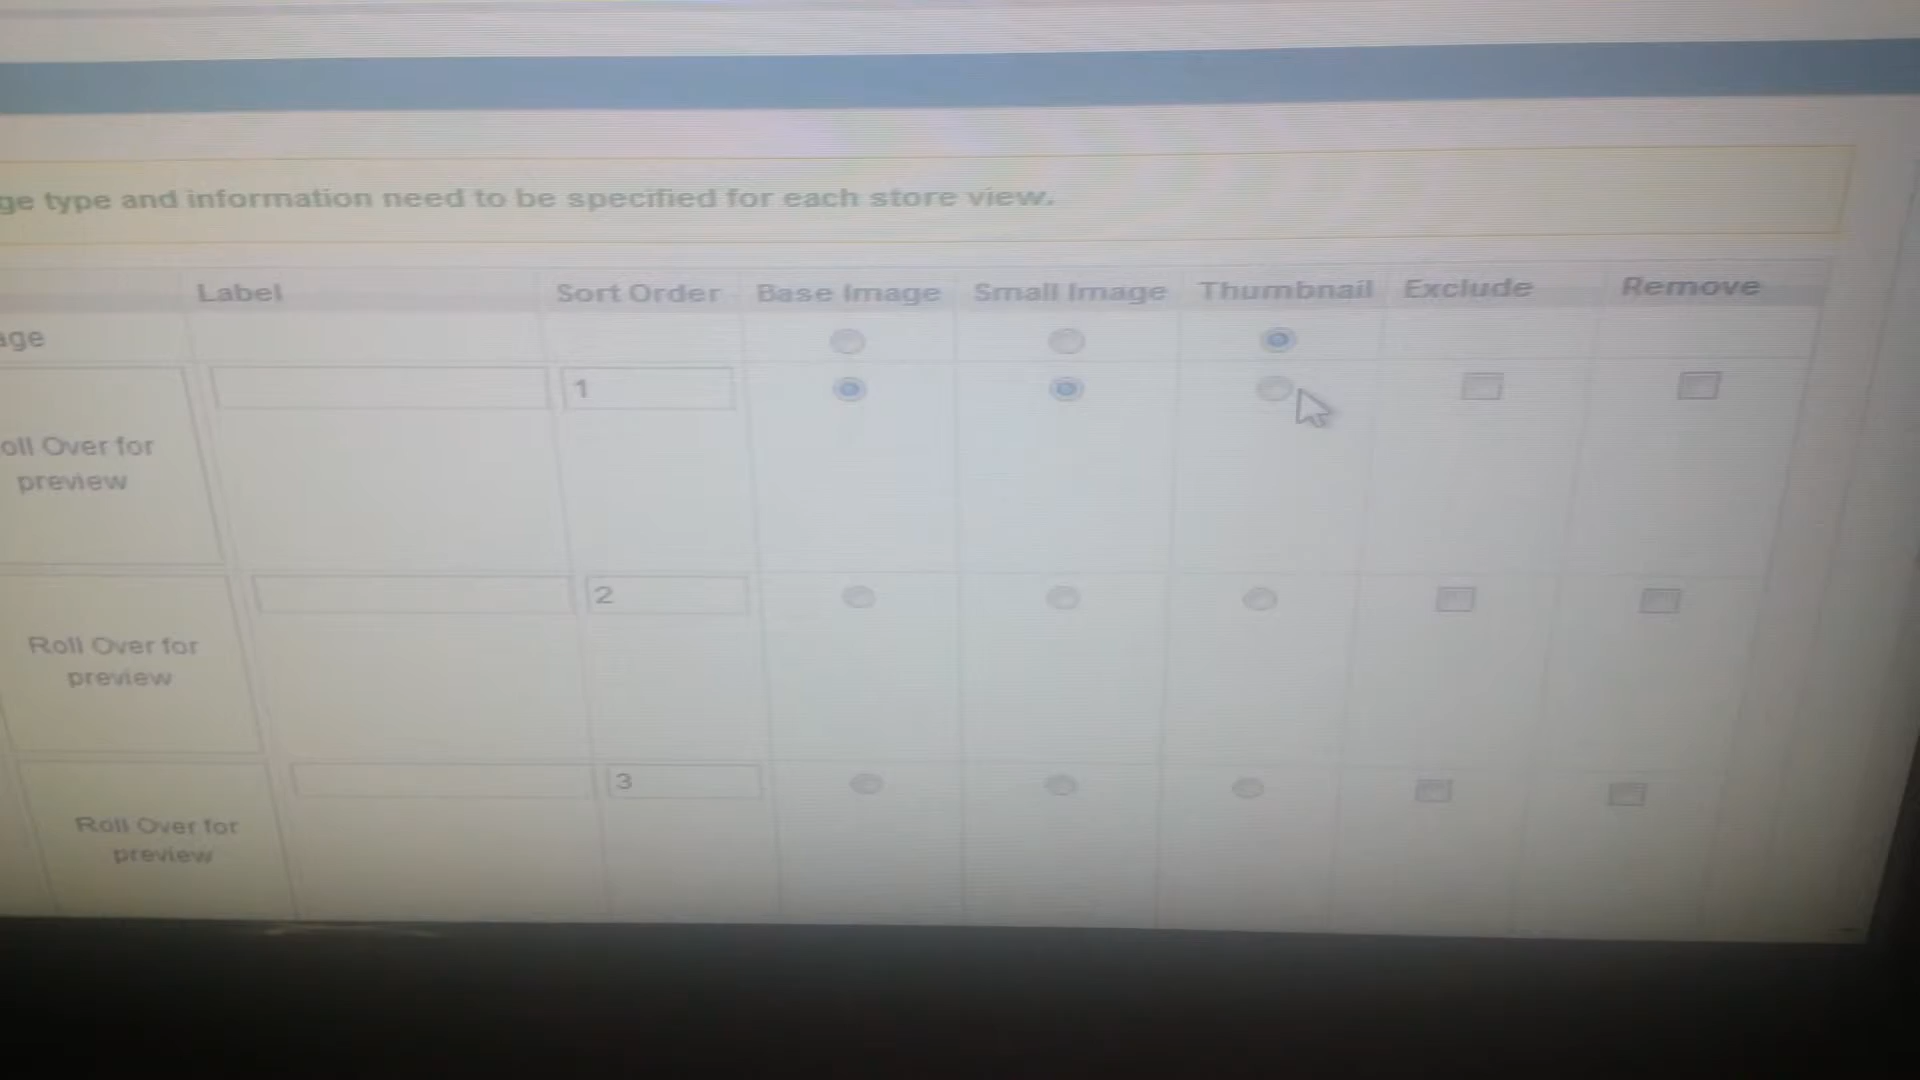 ge type and information need to be specified for each store view.
Label Sort Order Base Image Small Image Thumbnail Exclude Remove
age
1
oll Over for
preview
2
Roll Over for
preview
3
Roll Over for
preview